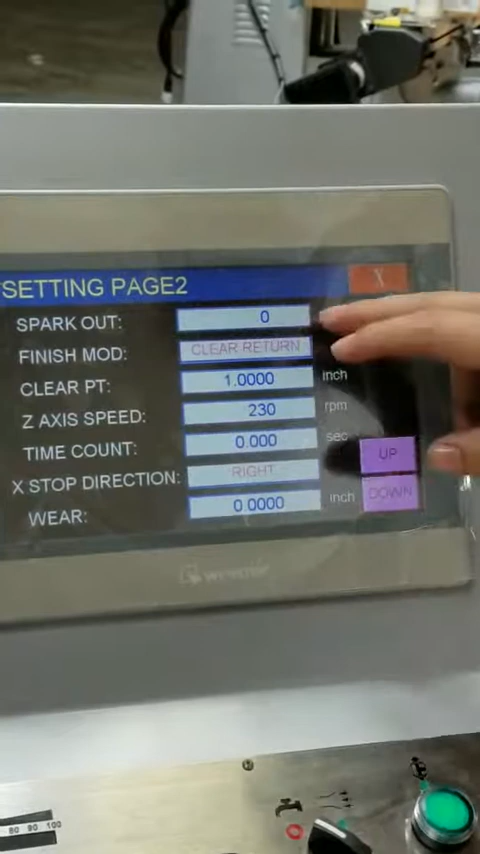 SETTING PAGE2
X
SPARK OUT: 0
FINISH MOD: CLEAR RETURN
CLEAR PT: 1.0000 inch
Z AXIS SPEED: 230 rpm
TIME COUNT: 0.000 sec
UP
X STOP DIRECTION: RIGHT
DOWN
WEAR: 0.0000 inch
80 90 100